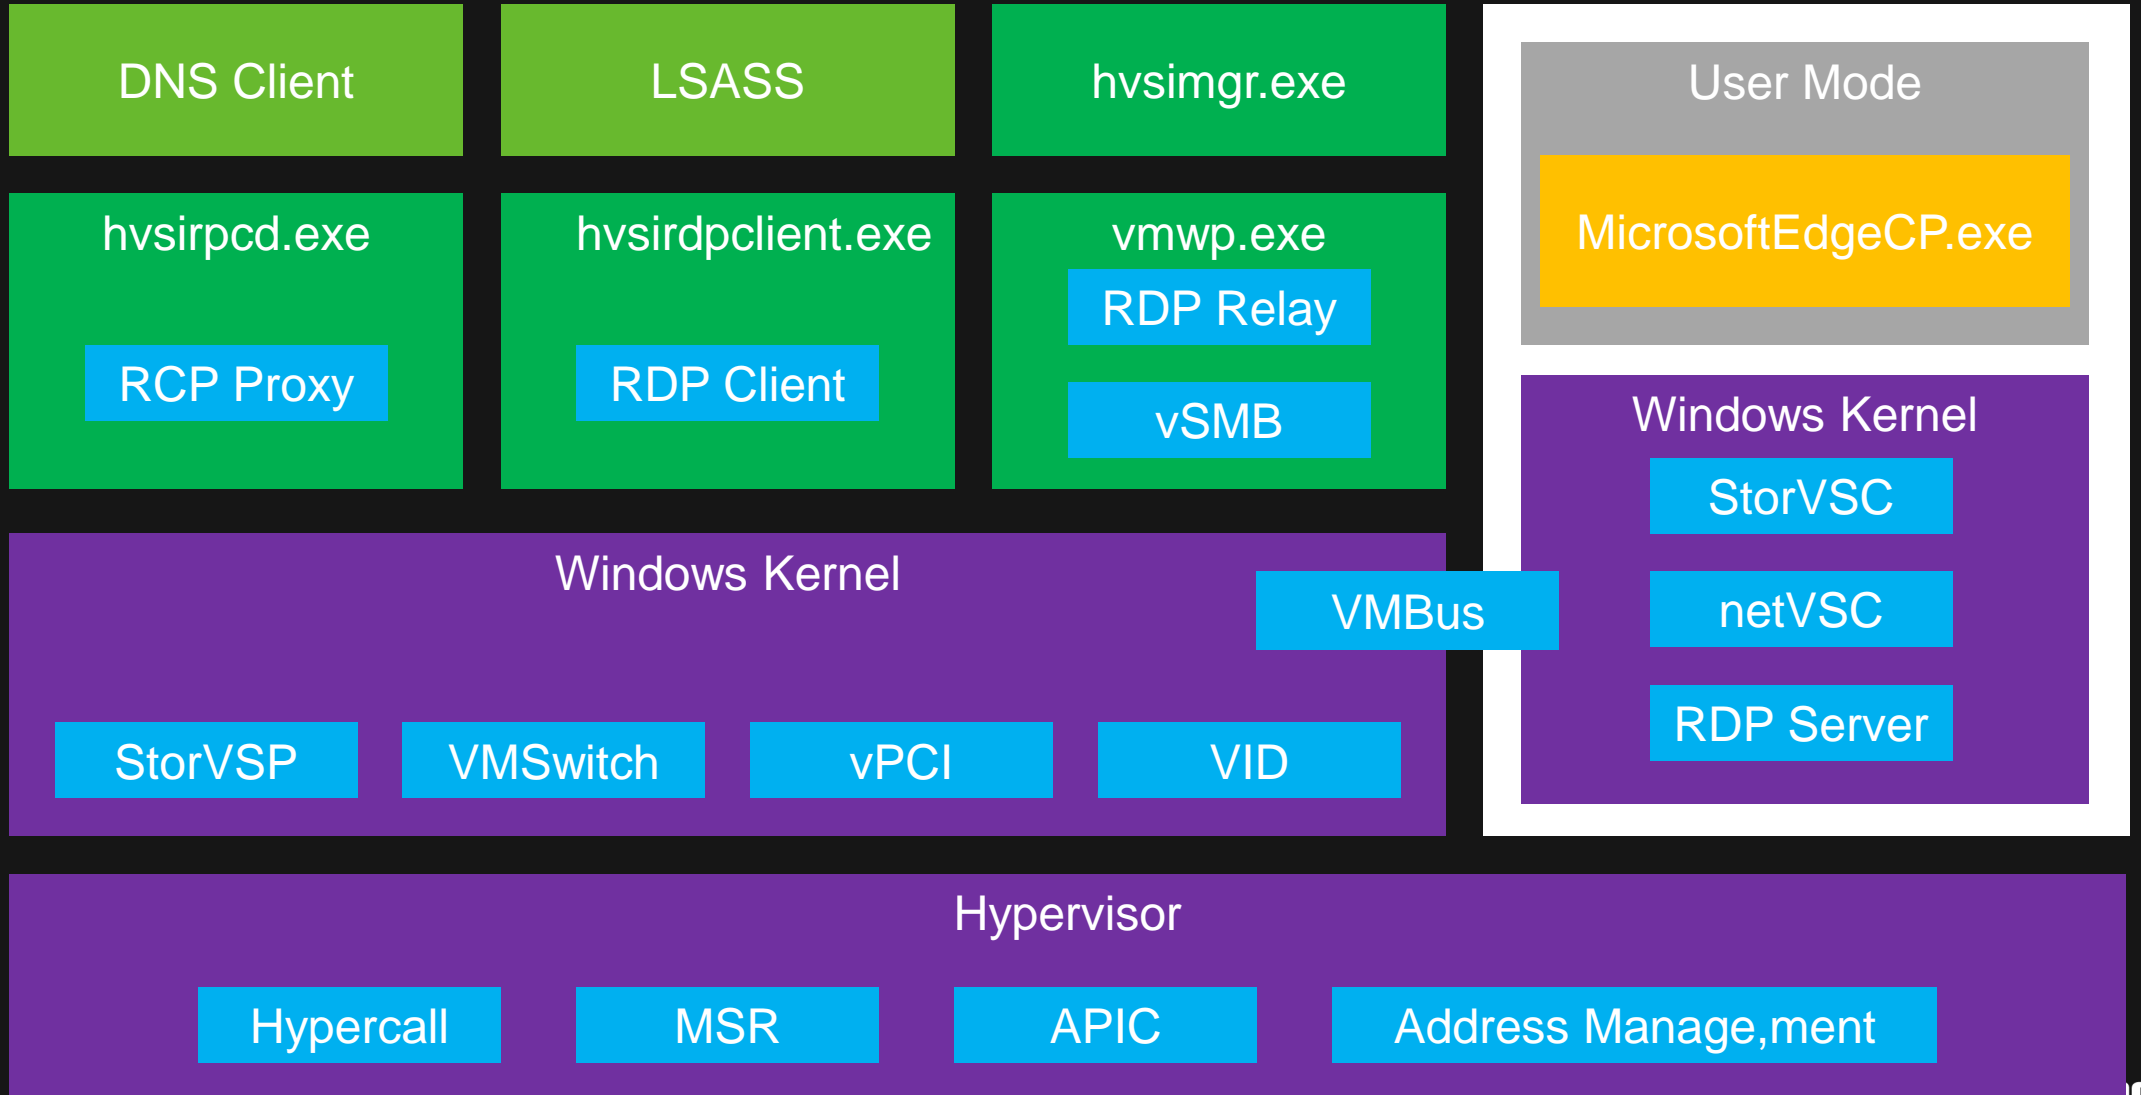 DNS Client
LSASS
hvsimgr.exe
User Mode
MicrosoftEdgeCP.exe
hvsirpcd.exe
RCP Proxy
hvsirdpclient.exe
RDP Client
vmwp.exe
RDP Relay
vSMB
Windows Kernel
StorVSC
netVSC
RDP Server
Windows Kernel
VMBus
StorVSP
VMSwitch
vPCI
VID
Hypervisor
Hypercall
MSR
APIC
Address Manage,ment